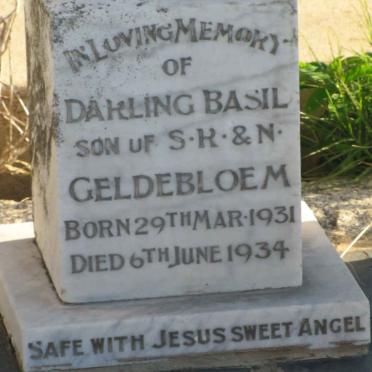 IN LOVING MEMORY
OF
DARLING BASIL
SON OF S·H·& N·
GELDEBLOEM
BORN 29TH MAR·1931
DIED 6TH JUNE 1934
SAFE WITH JESUS SWEET ANGEL